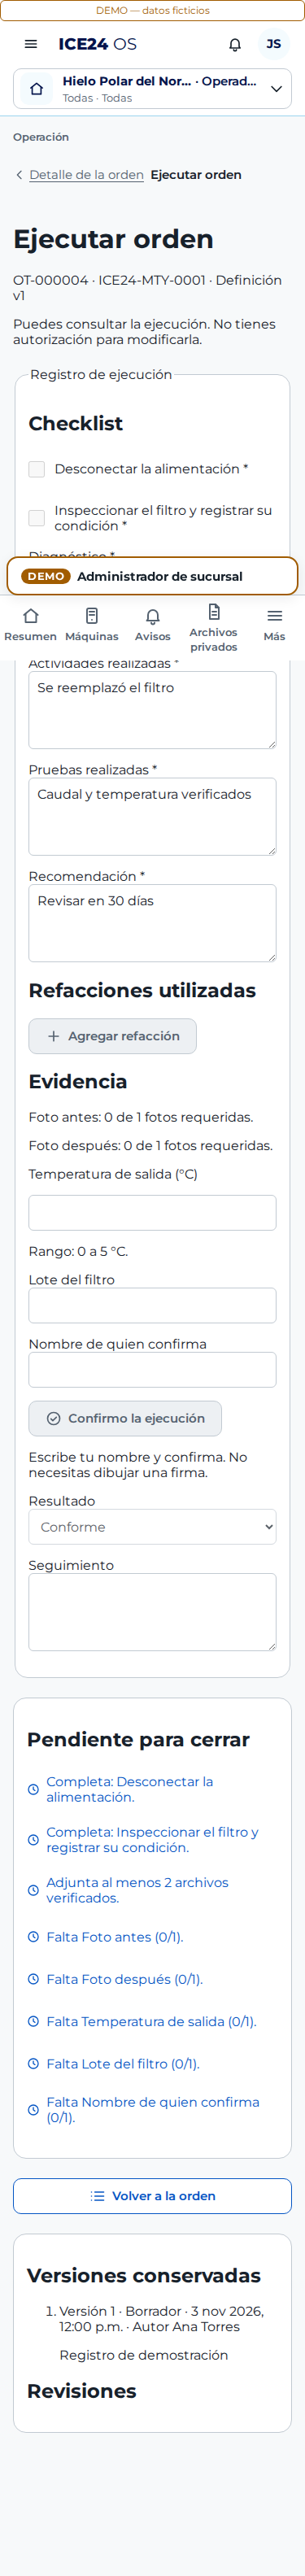 DEMO — datos ficticios
ICE24 OS
JS
Hielo Polar del Nor... · Operad...
Todas - Todas
Operación
Detalle de la orden Ejecutar orden
Ejecutar orden
OT-000004 · ICE24-MTY-0001 · Definición
v1
Puedes consultar la ejecución. No tienes
autorización para modificarla.
Registro de ejecución
Checklist
Desconectar la alimentación *
Inspeccionar el filtro y registrar su
condición *
Diagnóstico *
DEMO Administrador de sucursal
Resumen
Máquinas
Avisos
Archivos
privados
Más
Actividades realizadas *
Se reemplazó el filtro
Pruebas realizadas *
Caudal y temperatura verificados
Recomendación *
Revisar en 30 días
Refacciones utilizadas
Agregar refacción
Evidencia
Foto antes: 0 de 1 fotos requeridas.
Foto después: 0 de 1 fotos requeridas.
Temperatura de salida (°C)
Rango: 0 a 5 °C.
Lote del filtro
Nombre de quien confirma
Confirmo la ejecución
Escribe tu nombre y confirma. No
necesitas dibujar una firma.
Resultado
Conforme
Seguimiento
Pendiente para cerrar
Completa: Desconectar la
alimentación.
Completa: Inspeccionar el filtro y
registrar su condición.
Adjunta al menos 2 archivos
verificados.
Falta Foto antes (0/1).
Falta Foto después (0/1).
Falta Temperatura de salida (0/1).
Falta Lote del filtro (0/1).
Falta Nombre de quien confirma
(0/1).
Volver a la orden
Versiones conservadas
1. Versión 1 · Borrador · 3 nov 2026,
12:00 p.m. · Autor Ana Torres
Registro de demostración
Revisiones